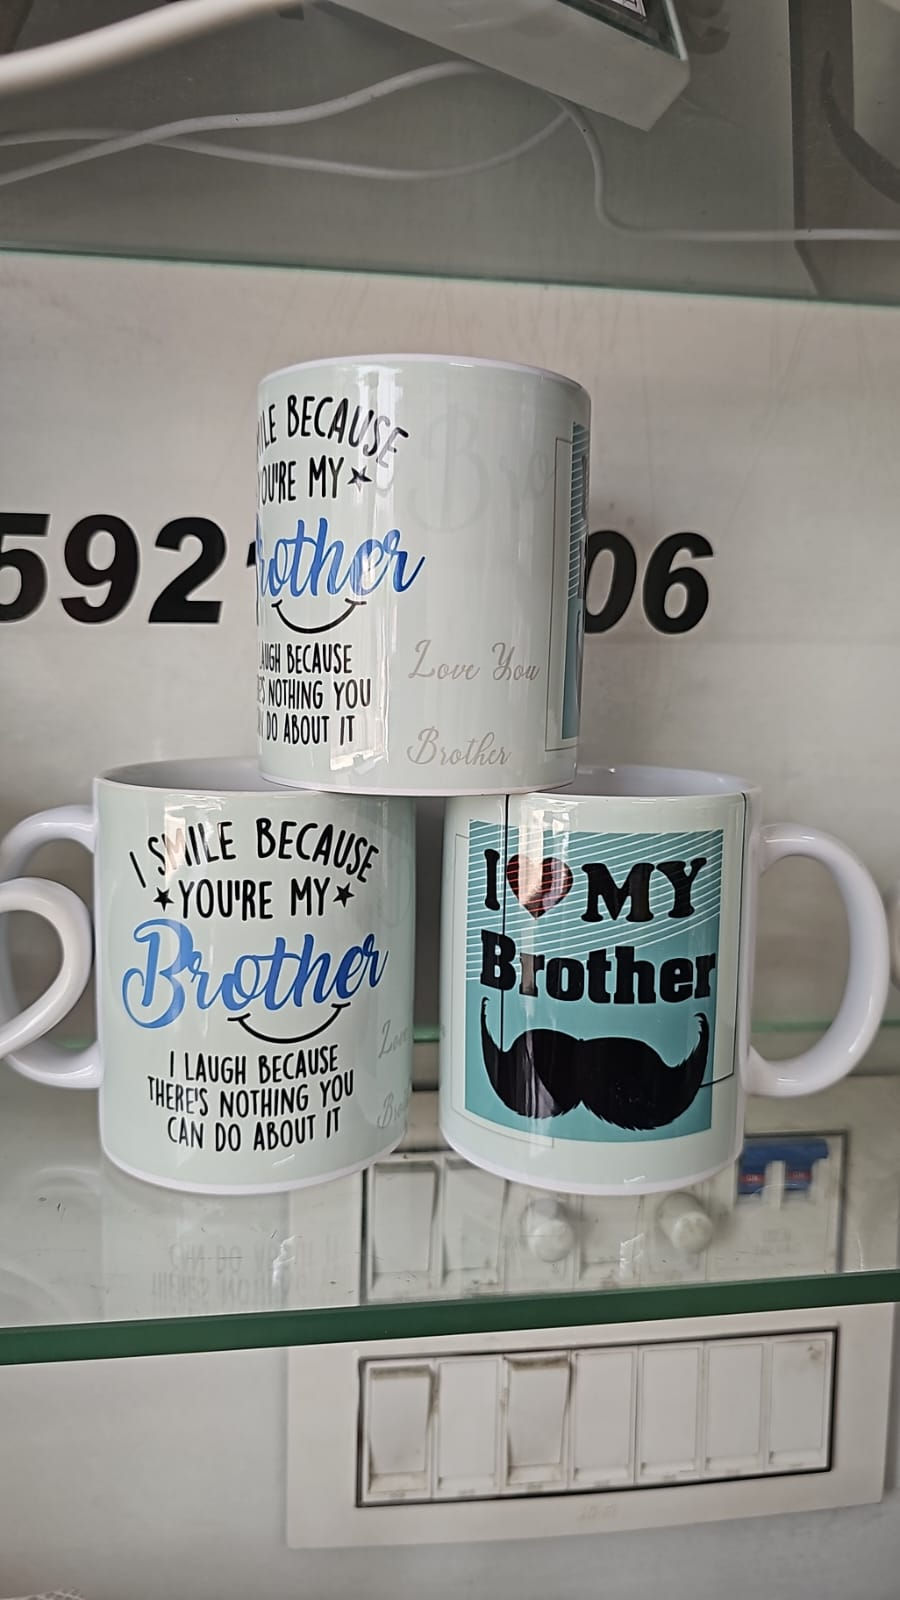 ILE BECAUSE
YOU'RE MY
Brother
LAUGH BECAUSE
NOTHING YOU
DO ABOUT IT
Bro
Love You
Brother
592
06
I SMILE BECAUSE
YOU'RE MY
Brother
I LAUGH BECAUSE
THERE'S NOTHING YOU
CAN DO ABOUT IT
I ❤ MY
Brother